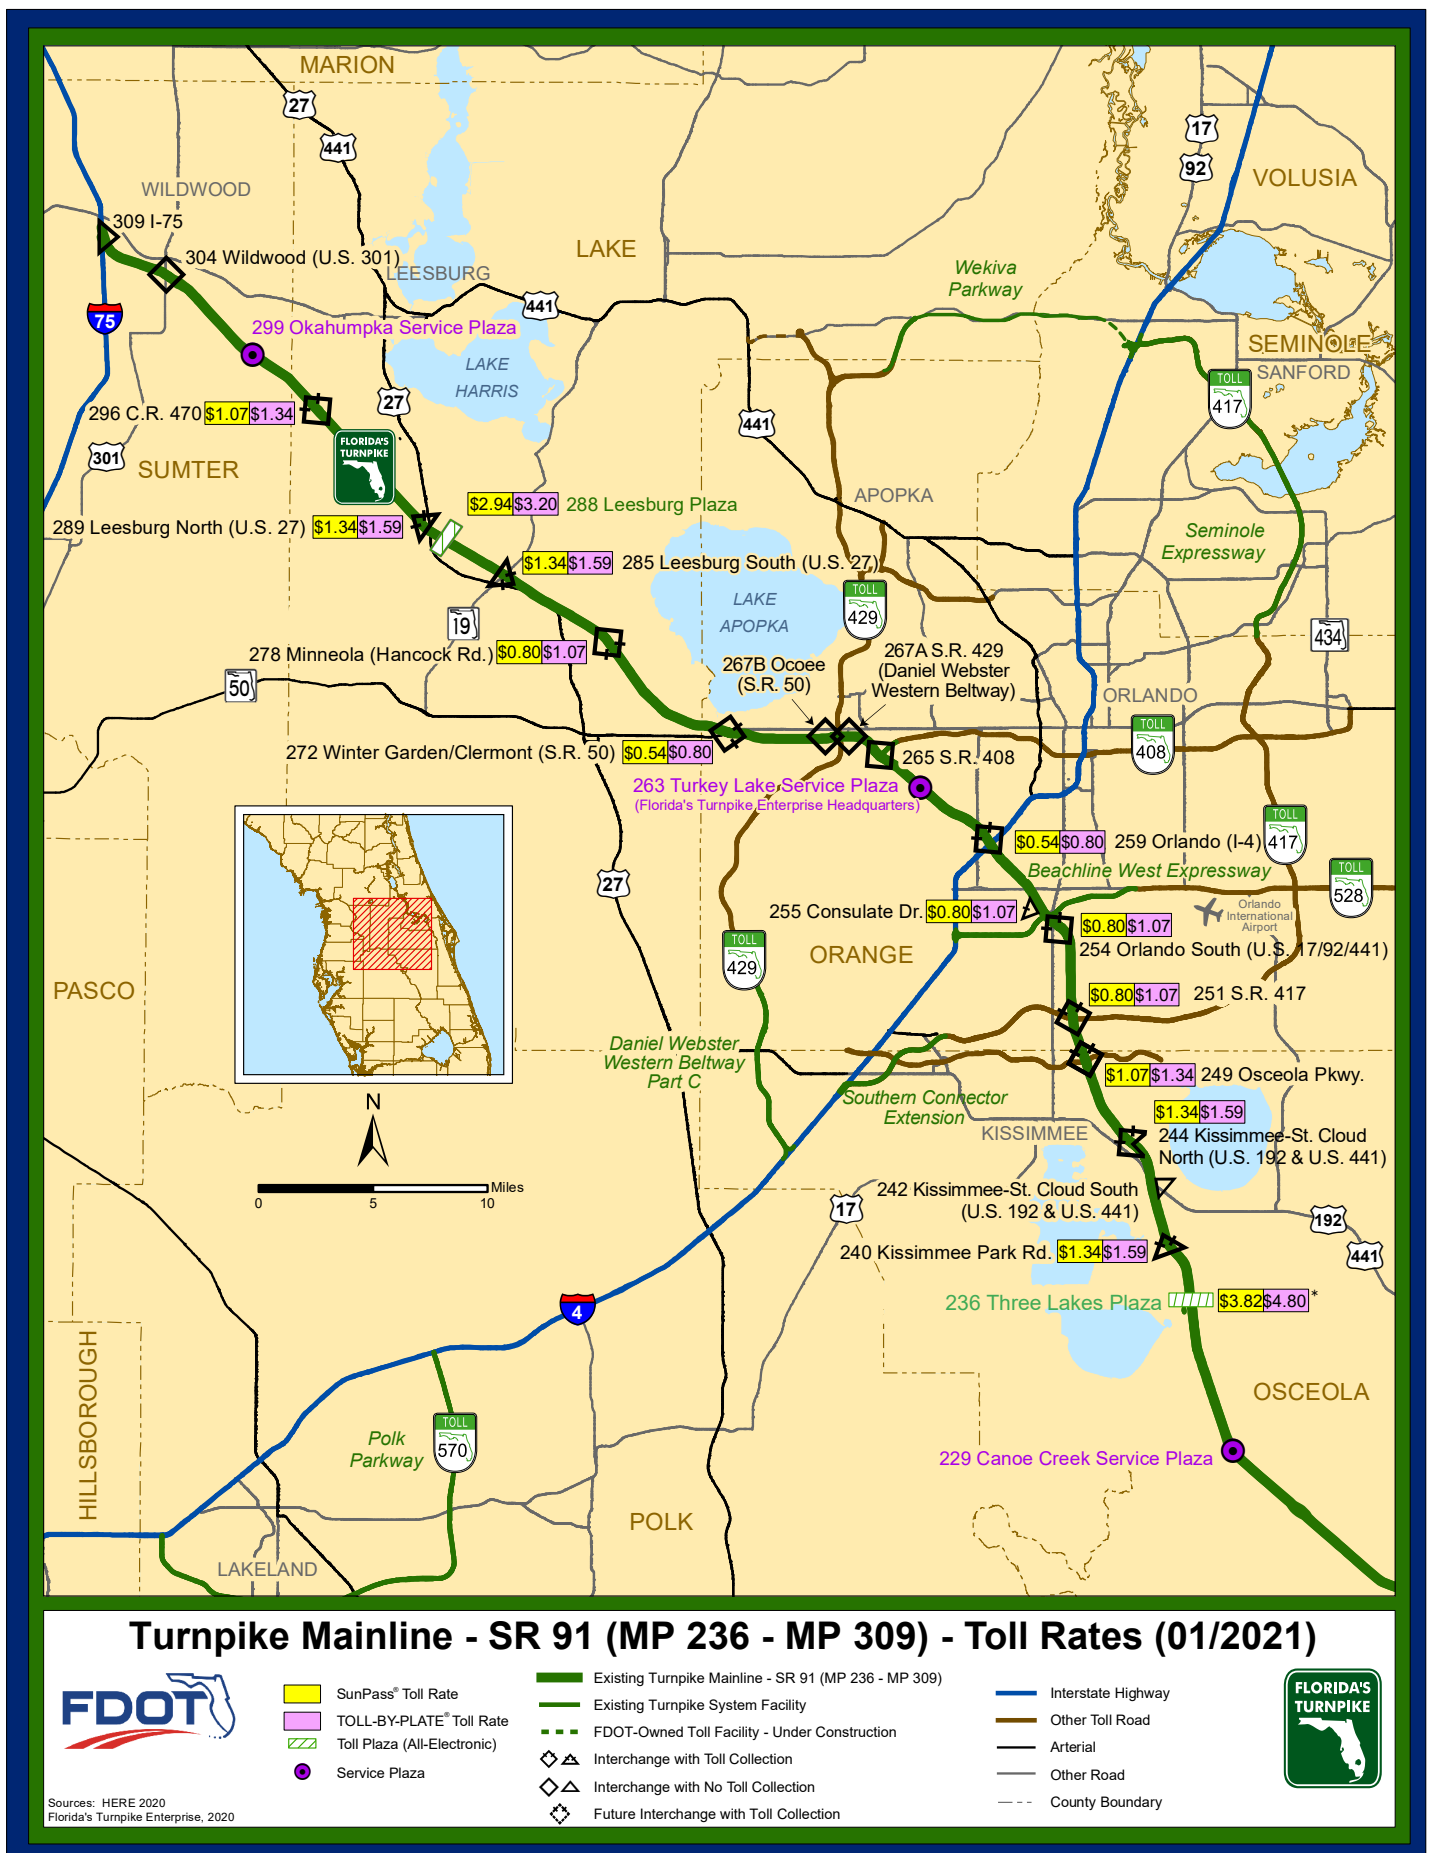 MARION
27
441
17
92
VOLUSIA
WILDWOOD
309 I-75
304 Wildwood (U.S. 301)
LAKE
LEESBURG
441
Wekiva
Parkway
75
299 Okahumpka Service Plaza
LAKE
HARRIS
SEMINOLE
SANFORD
TOLL
417
27
296 C.R. 470 $1.07 $1.34
441
301
SUMTER
FLORIDA'S
TURNPIKE
APOPKA
$2.94 $3.20 288 Leesburg Plaza
289 Leesburg North (U.S. 27) $1.34 $1.59
Seminole
Expressway
$1.34 $1.59 285 Leesburg South (U.S. 27)
LAKE
APOPKA
TOLL
429
19
434
278 Minneola (Hancock Rd.) $0.80 $1.07
267B Ocoee
(S.R. 50)
267A S.R. 429
(Daniel Webster
Western Beltway)
50
ORLANDO
TOLL
408
272 Winter Garden/Clermont (S.R. 50) $0.54 $0.80
265 S.R. 408
263 Turkey Lake Service Plaza
(Florida's Turnpike Enterprise Headquarters)
$0.54 $0.80 259 Orlando (I-4)
TOLL
417
Beachline West Expressway
27
TOLL
528
255 Consulate Dr. $0.80 $1.07
Orlando
International
Airport
$0.80 $1.07
254 Orlando South (U.S. 17/92/441)
ORANGE
TOLL
429
PASCO
$0.80 $1.07 251 S.R. 417
Daniel Webster
Western Beltway
Part C
$1.07 $1.34 249 Osceola Pkwy.
Southern Connector
Extension
N
KISSIMMEE
$1.34 $1.59
244 Kissimmee-St. Cloud
North (U.S. 192 & U.S. 441)
Miles
0 5 10
242 Kissimmee-St. Cloud South
(U.S. 192 & U.S. 441)
17
192
441
240 Kissimmee Park Rd. $1.34 $1.59
236 Three Lakes Plaza $3.82 $4.80 *
4
HILLSBOROUGH
OSCEOLA
Polk
Parkway
TOLL
570
229 Canoe Creek Service Plaza
POLK
LAKELAND
Turnpike Mainline - SR 91 (MP 236 - MP 309) - Toll Rates (01/2021)
FDOT
SunPass® Toll Rate
TOLL-BY-PLATE® Toll Rate
Toll Plaza (All-Electronic)
Service Plaza
Existing Turnpike Mainline - SR 91 (MP 236 - MP 309)
Existing Turnpike System Facility
FDOT-Owned Toll Facility - Under Construction
Interchange with Toll Collection
Interchange with No Toll Collection
Future Interchange with Toll Collection
Interstate Highway
Other Toll Road
Arterial
Other Road
County Boundary
FLORIDA'S
TURNPIKE
Sources: HERE 2020
Florida's Turnpike Enterprise, 2020